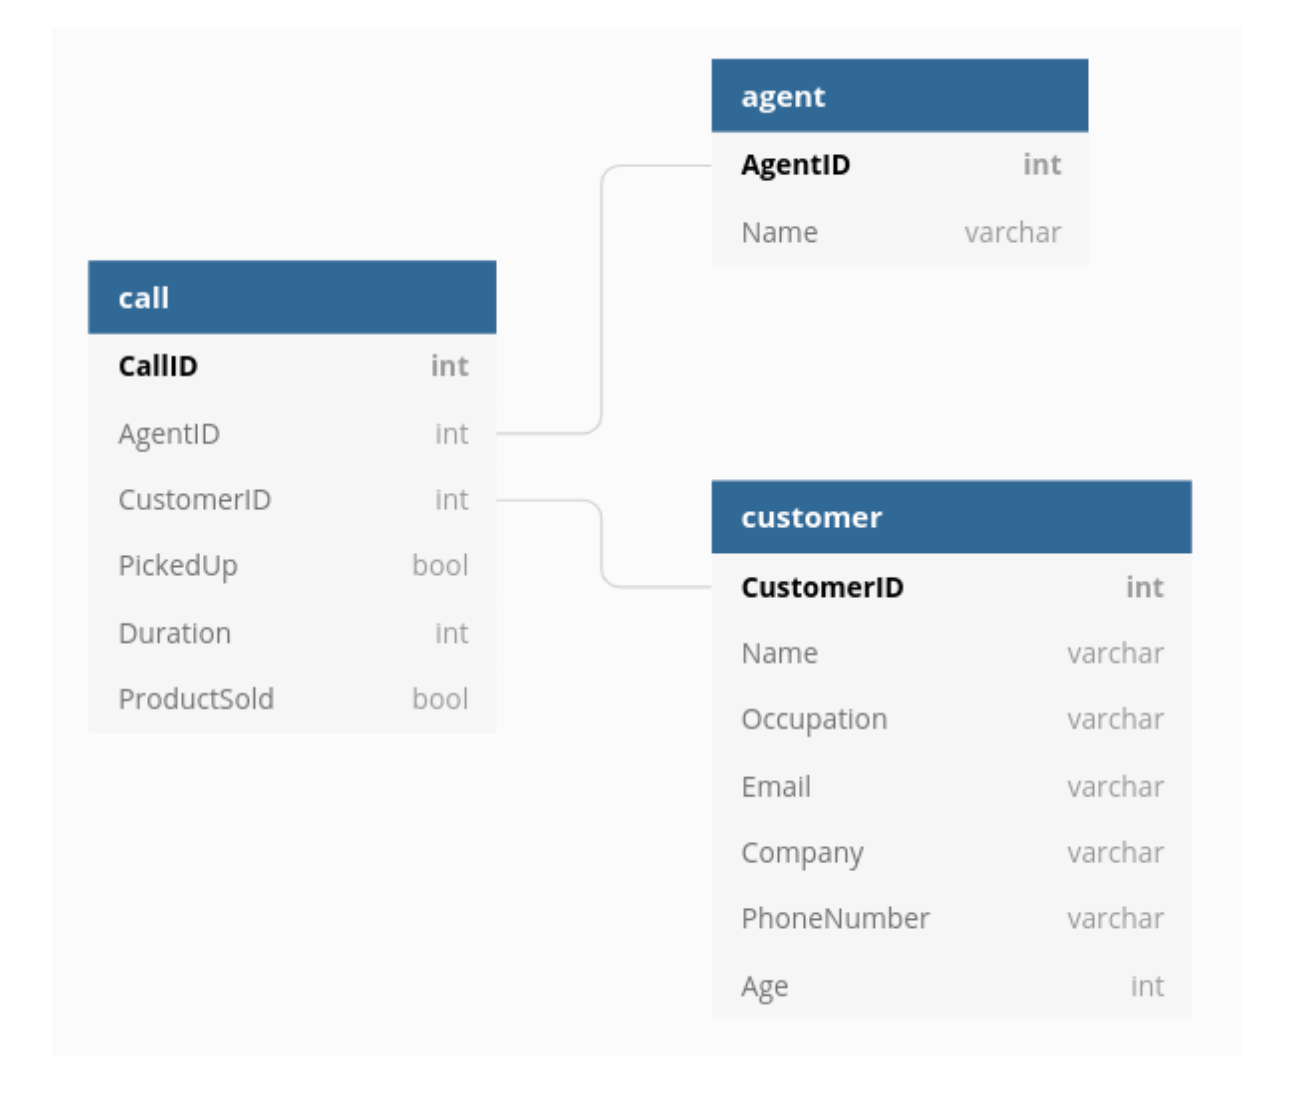 agent
AgentID int
Name varchar
call
CallID int
AgentID int
CustomerID int
PickedUp bool
Duration int
ProductSold bool
customer
CustomerID int
Name varchar
Occupation varchar
Email varchar
Company varchar
PhoneNumber varchar
Age int